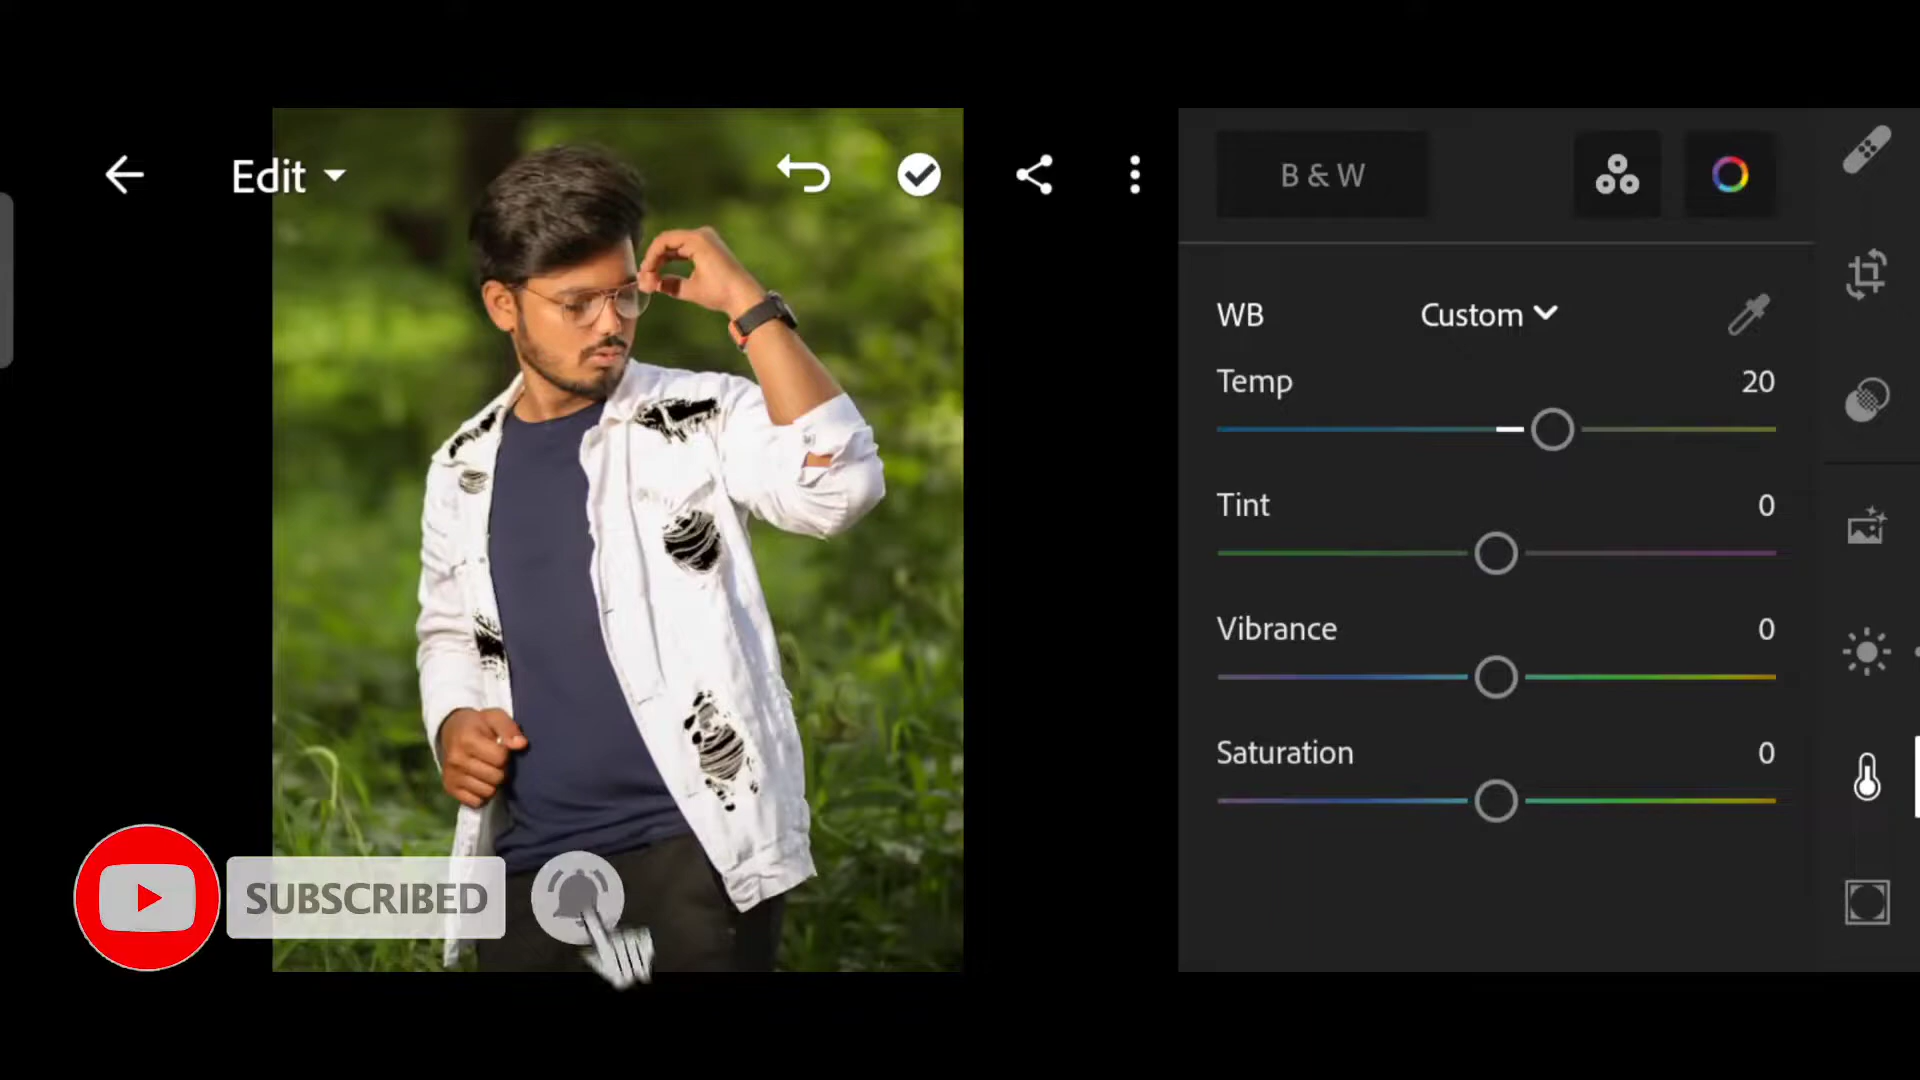 Edit
B & W
WB Custom
Temp 20
Tint 0
Vibrance 0
Saturation 0
SUBSCRIBED